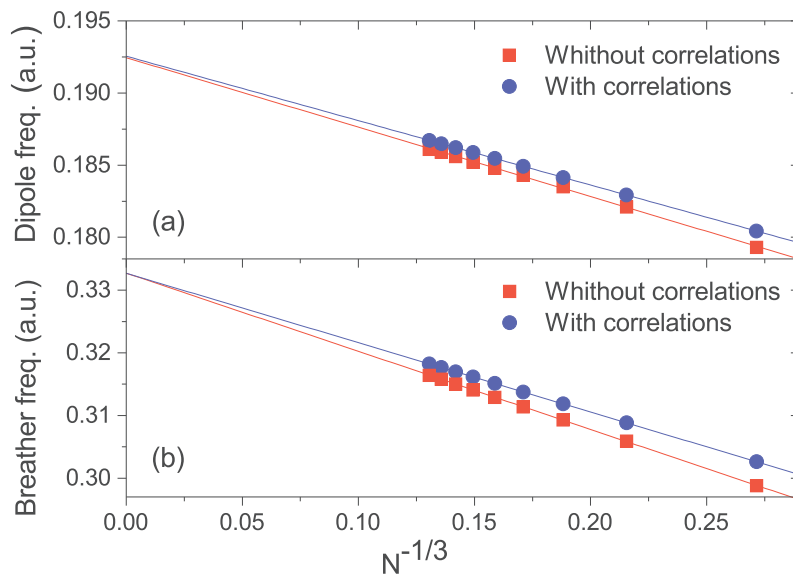 0.195
0.190
0.185
0.180
Dipole freq. (a.u.)
Whithout correlations
With correlations
(a)
0.33
0.32
0.31
0.30
Breather freq. (a.u.)
Whithout correlations
With correlations
(b)
0.00 0.05 0.10 0.15 0.20 0.25
N-1/3